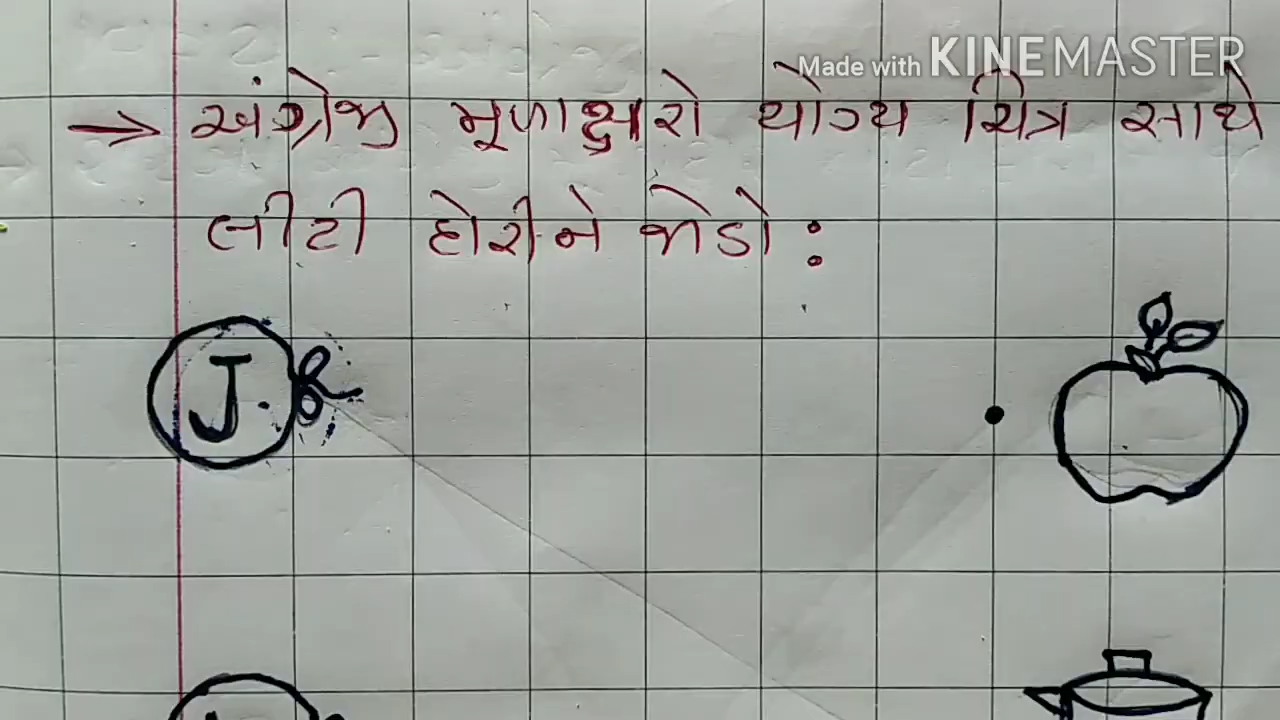 Made with KINEMASTER
→ અંગ્રેજી મૂળાક્ષરો યોગ્ય ચિત્ર સાથે
લીટી દોરીને જોડો :
J